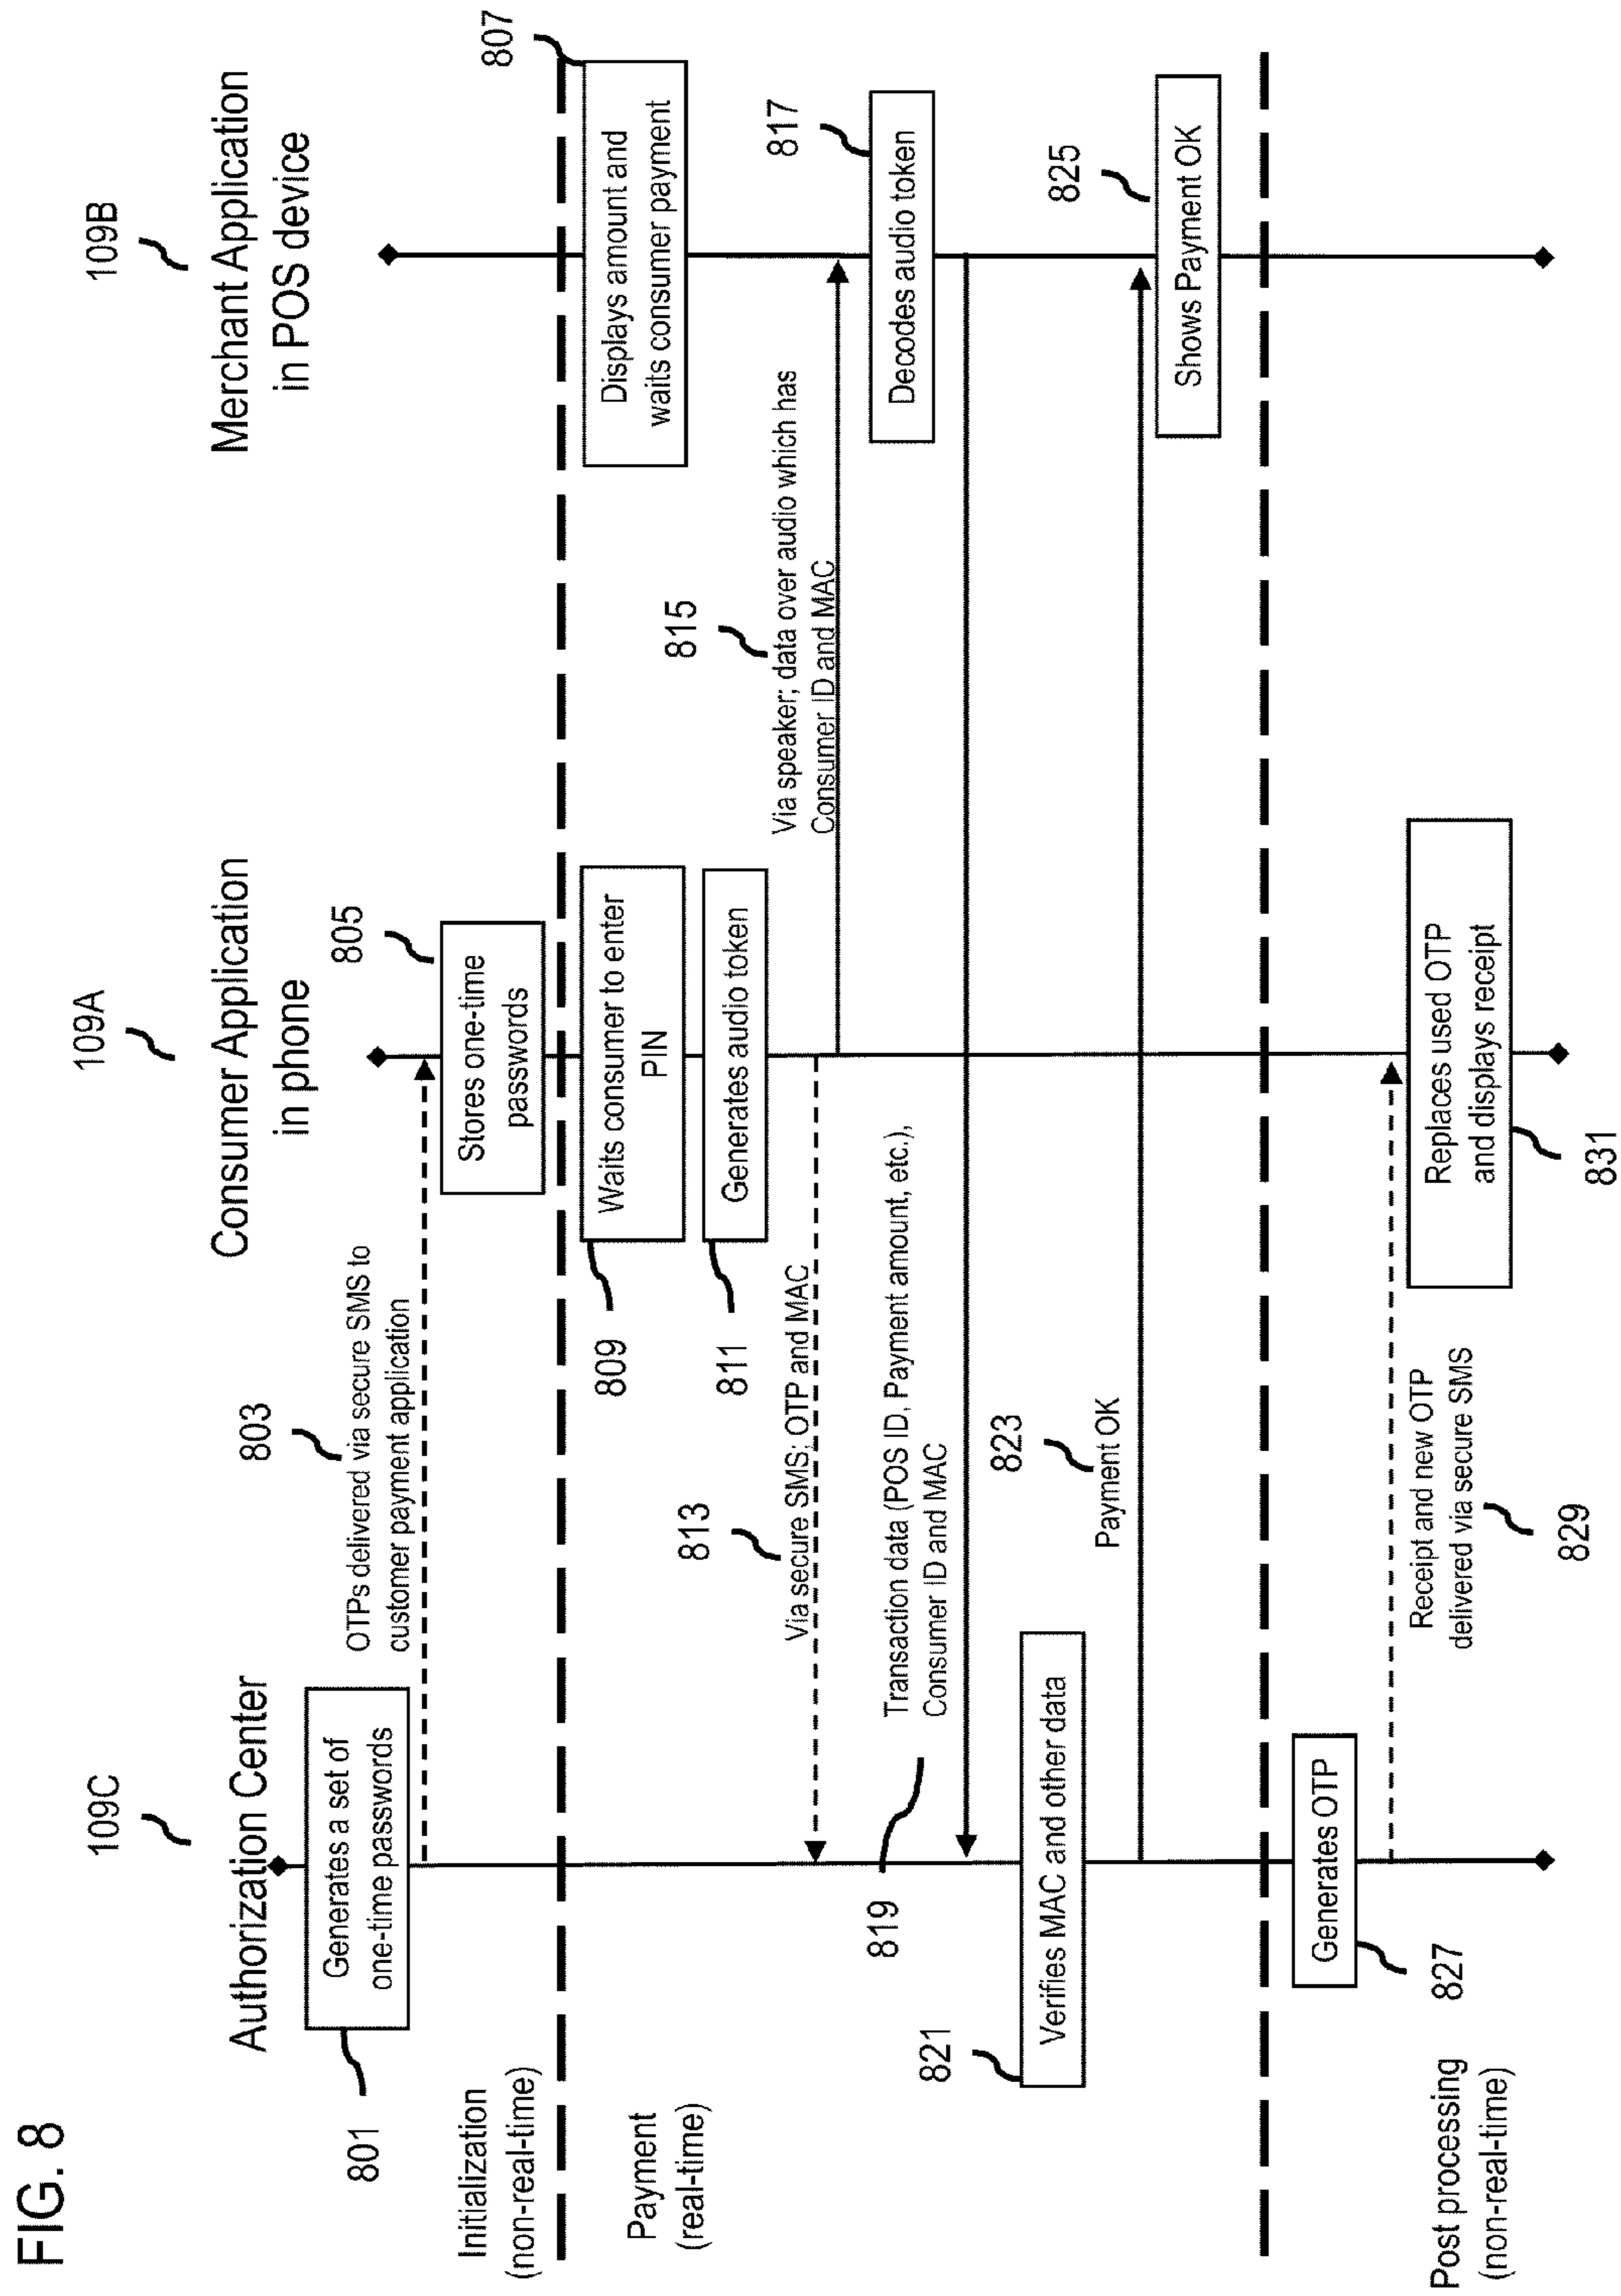 FIG. 8
109C
Authorization Center
109A
Consumer Application
in phone
109B
Merchant Application
in POS device
801
Generates a set of
one-time passwords
803
OTPs delivered via secure SMS to
customer payment application
805
Stores one-time
passwords
Initialization
(non-real-time)
807
Displays amount and
waits consumer payment
Payment
(real-time)
809
Waits consumer to enter
PIN
811
Generates audio token
813
Via secure SMS; OTP and MAC
815
Via speaker; data over audio which has
Consumer ID and MAC
817
Decodes audio token
819
Transaction data (POS ID, Payment amount, etc.),
Consumer ID and MAC
821
Verifies MAC and other data
823
Payment OK
825
Shows Payment OK
Post processing
(non-real-time)
827
Generates OTP
829
Receipt and new OTP
delivered via secure SMS
831
Replaces used OTP
and displays receipt